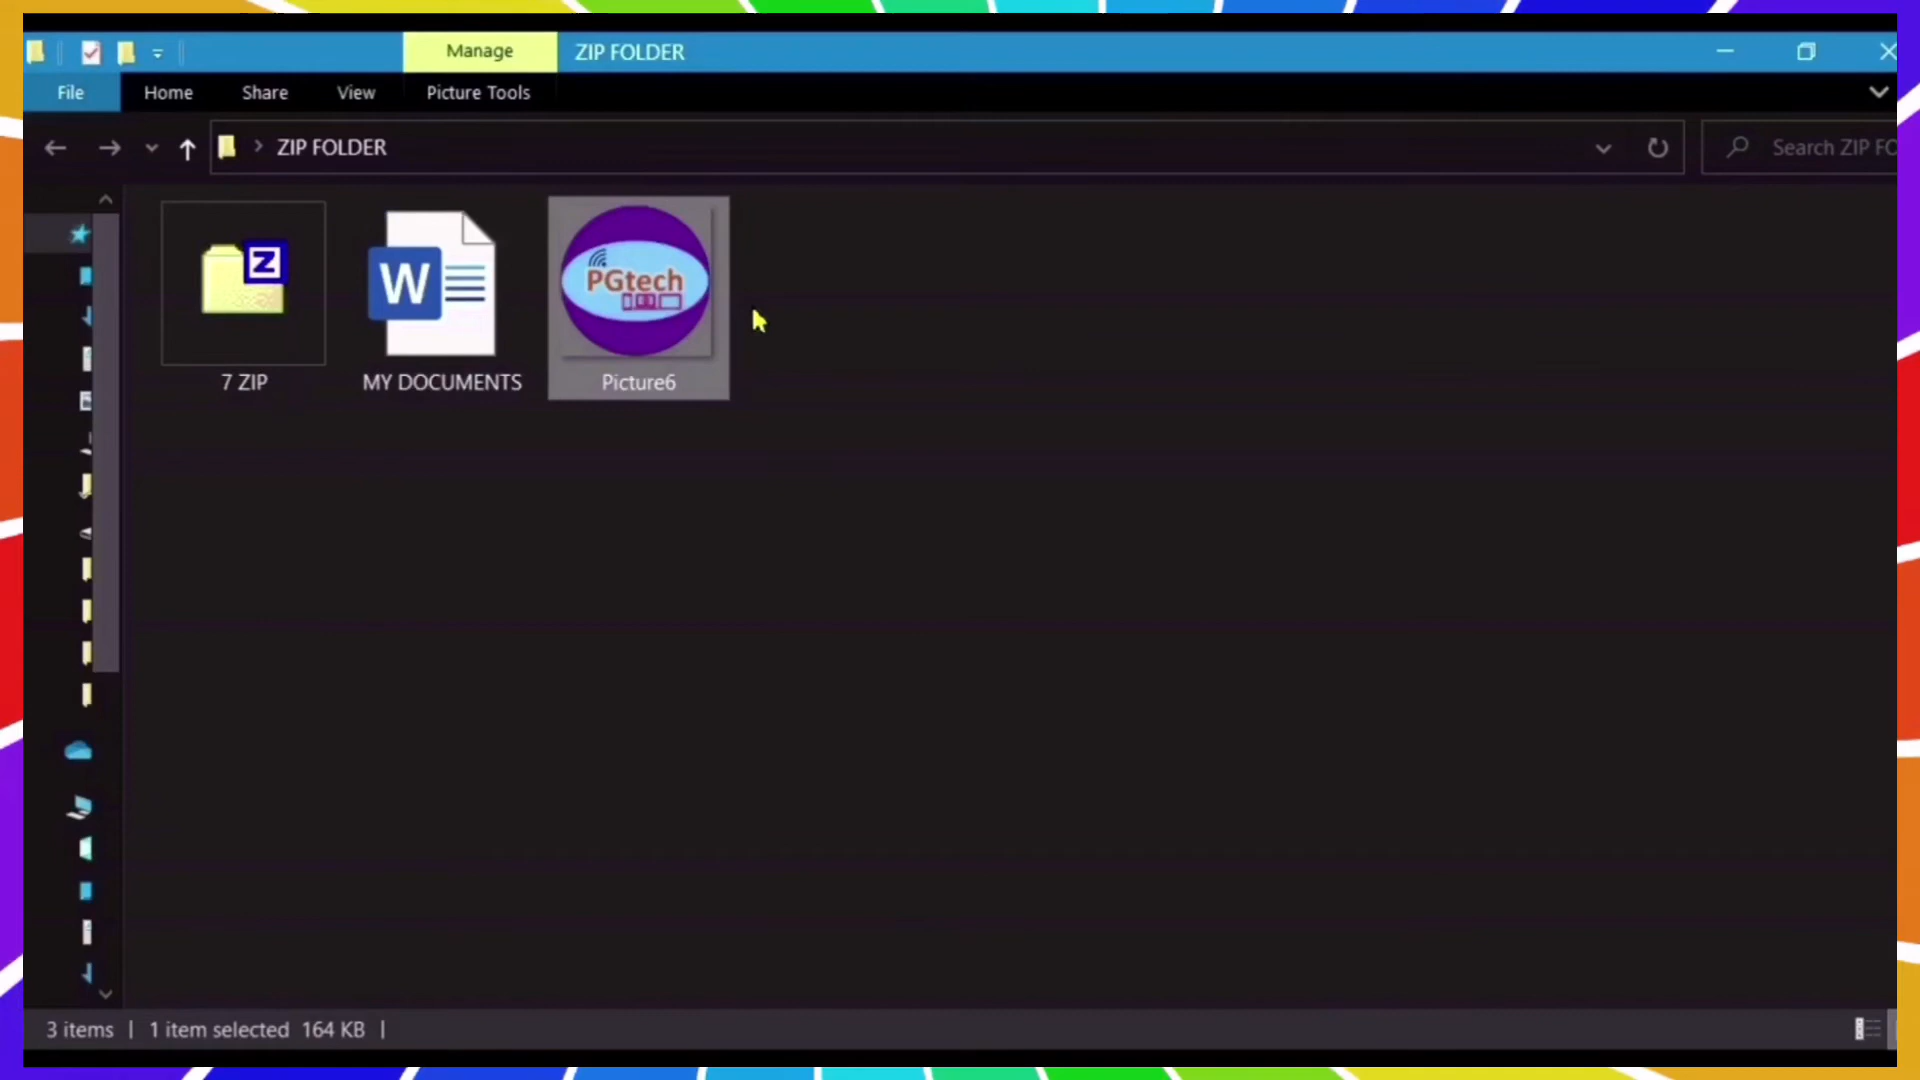 Manage
ZIP FOLDER
File
Home
Share
View
Picture Tools
ZIP FOLDER
Search ZIP FO
Z
W
PGtech
7 ZIP
MY DOCUMENTS
Picture6
3 items
1 item selected 164 KB